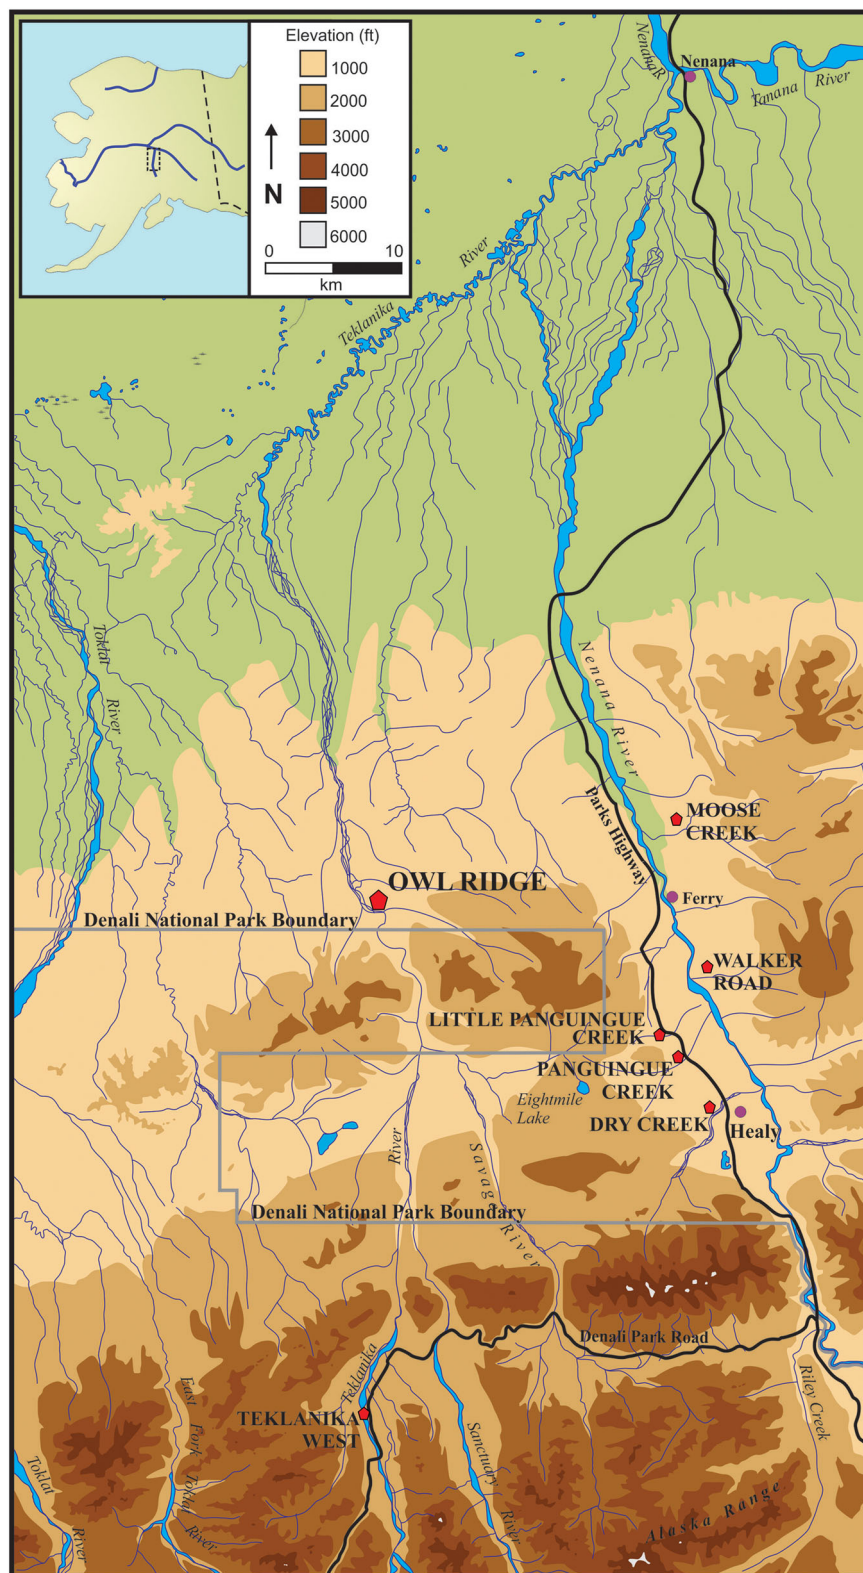 Elevation (ft)
1000
2000
3000
4000
5000
6000
N
0 10
km
Nenana R
Nenana
Tanana River
Teklanika River
Toklat River
Nenana River
Parks Highway
MOOSE
CREEK
OWL RIDGE
Ferry
Denali National Park Boundary
WALKER
ROAD
LITTLE PANGUINGUE
CREEK
PANGUINGUE
CREEK
Eightmile
Lake
DRY CREEK
Healy
River
Savage River
Denali National Park Boundary
Denali Park Road
Teklanika
TEKLANIKA
WEST
East Fork Toklat River
Sanctuary River
Riley Creek
Toklat River
Alaska Range